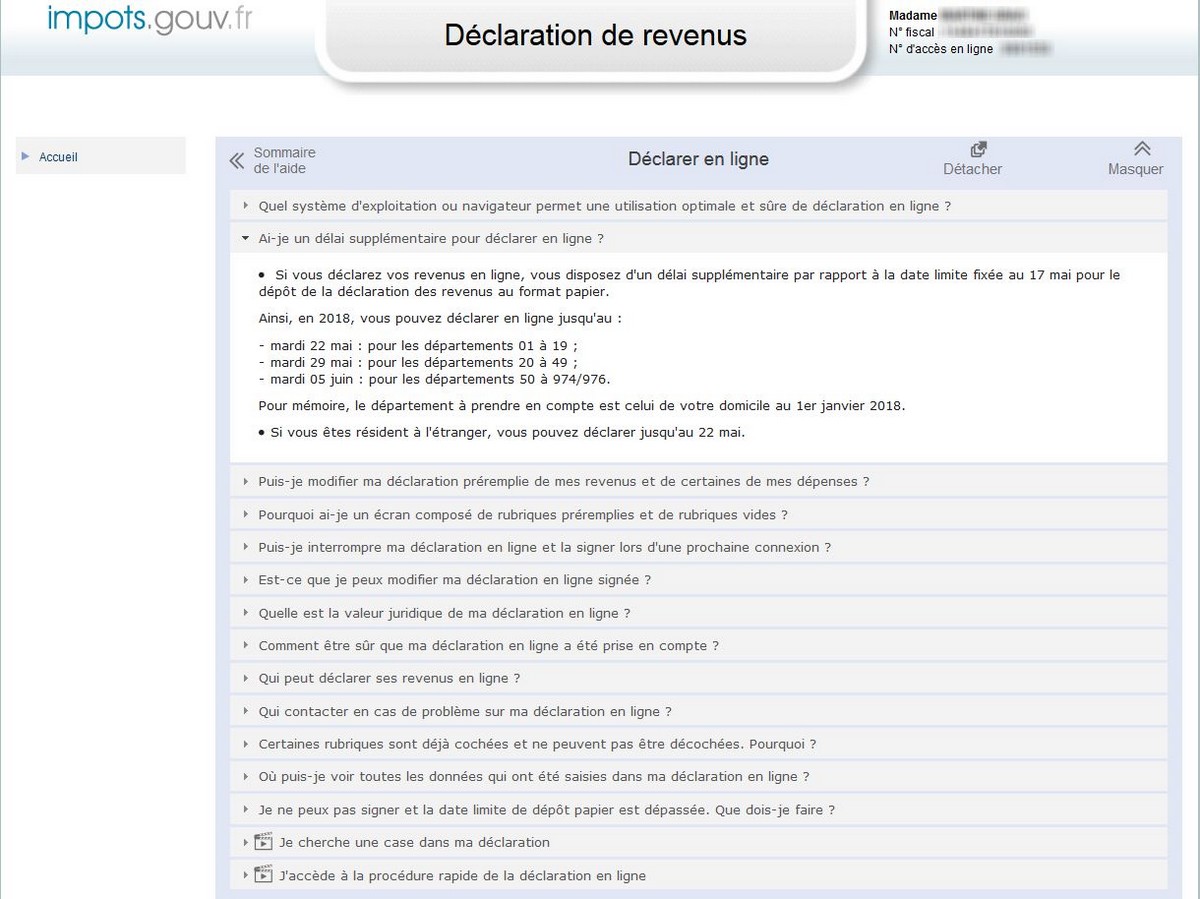 impots.gouv.fr
Déclaration de revenus
Madame
N° fiscal
N° d'accès en ligne
Accueil
Sommaire
de l'aide
Déclarer en ligne
Détacher
Masquer
Quel système d'exploitation ou navigateur permet une utilisation optimale et sûre de déclaration en ligne ?
Ai-je un délai supplémentaire pour déclarer en ligne ?
• Si vous déclarez vos revenus en ligne, vous disposez d'un délai supplémentaire par rapport à la date limite fixée au 17 mai pour le
dépôt de la déclaration des revenus au format papier.
Ainsi, en 2018, vous pouvez déclarer en ligne jusqu'au :
- mardi 22 mai : pour les départements 01 à 19 ;
- mardi 29 mai : pour les départements 20 à 49 ;
- mardi 05 juin : pour les départements 50 à 974/976.
Pour mémoire, le département à prendre en compte est celui de votre domicile au 1er janvier 2018.
• Si vous êtes résident à l'étranger, vous pouvez déclarer jusqu'au 22 mai.
Puis-je modifier ma déclaration préremplie de mes revenus et de certaines de mes dépenses ?
Pourquoi ai-je un écran composé de rubriques préremplies et de rubriques vides ?
Puis-je interrompre ma déclaration en ligne et la signer lors d'une prochaine connexion ?
Est-ce que je peux modifier ma déclaration en ligne signée ?
Quelle est la valeur juridique de ma déclaration en ligne ?
Comment être sûr que ma déclaration en ligne a été prise en compte ?
Qui peut déclarer ses revenus en ligne ?
Qui contacter en cas de problème sur ma déclaration en ligne ?
Certaines rubriques sont déjà cochées et ne peuvent pas être décochées. Pourquoi ?
Où puis-je voir toutes les données qui ont été saisies dans ma déclaration en ligne ?
Je ne peux pas signer et la date limite de dépôt papier est dépassée. Que dois-je faire ?
Je cherche une case dans ma déclaration
J'accède à la procédure rapide de la déclaration en ligne